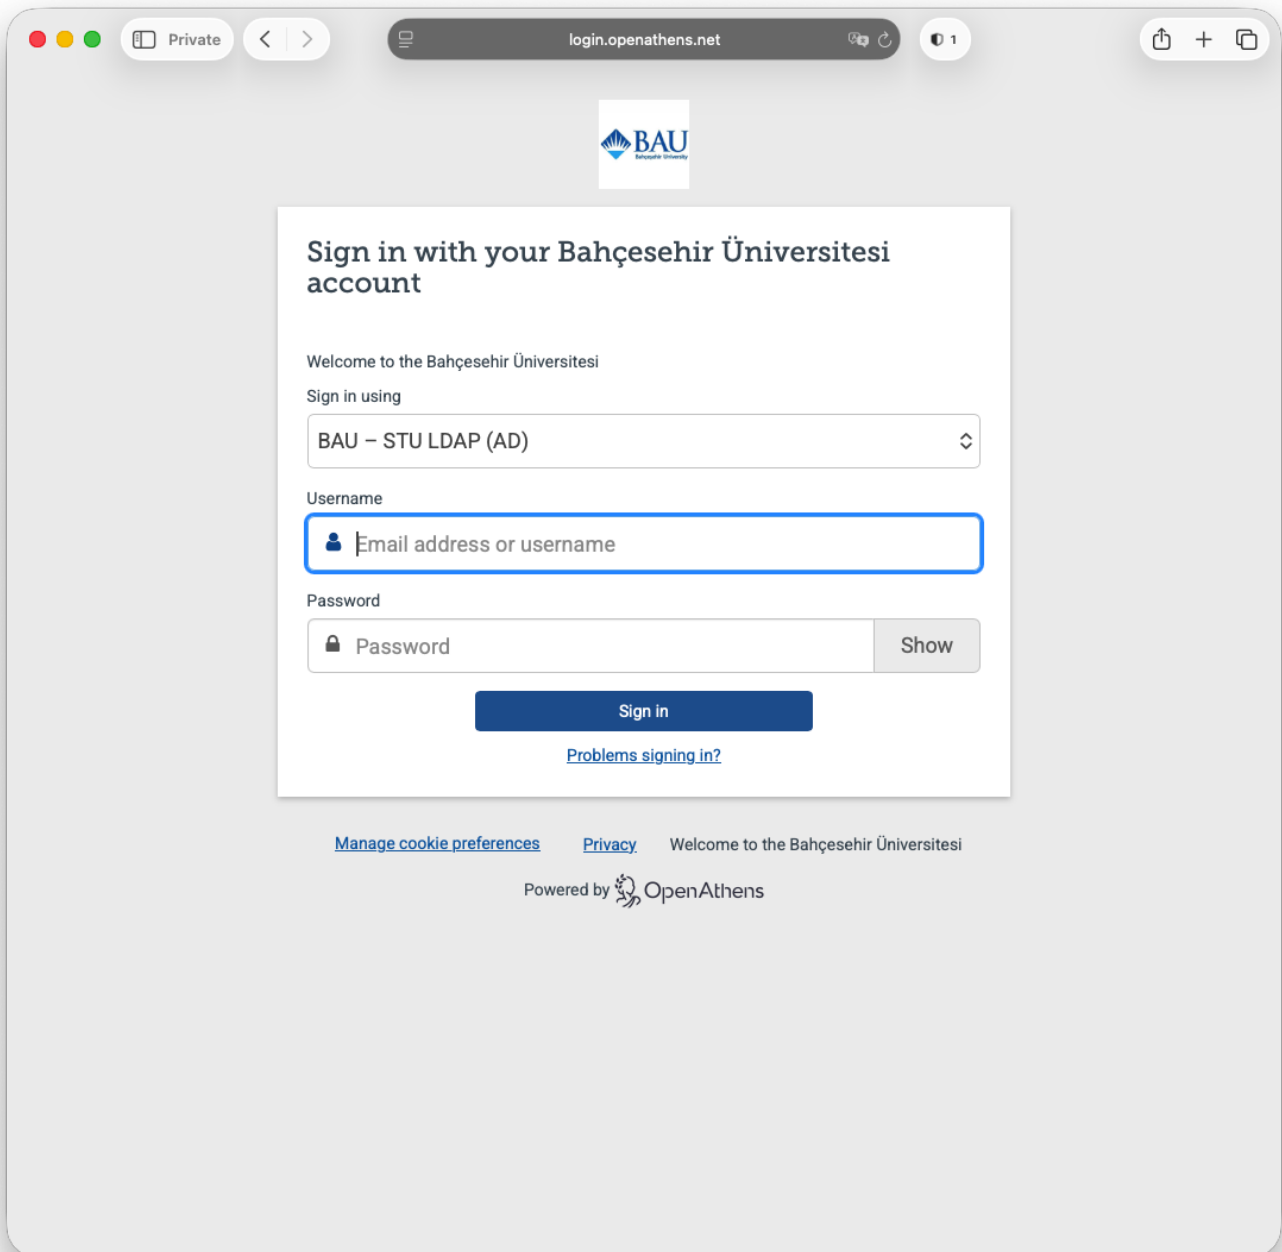 Private
login.openathens.net
1
BAU
Bahçeşehir University
Sign in with your Bahçesehir Üniversitesi
account
Welcome to the Bahçesehir Üniversitesi
Sign in using
BAU – STU LDAP (AD)
Username
Email address or username
Password
Password
Show
Sign in
Problems signing in?
Manage cookie preferences
Privacy
Welcome to the Bahçesehir Üniversitesi
Powered by OpenAthens